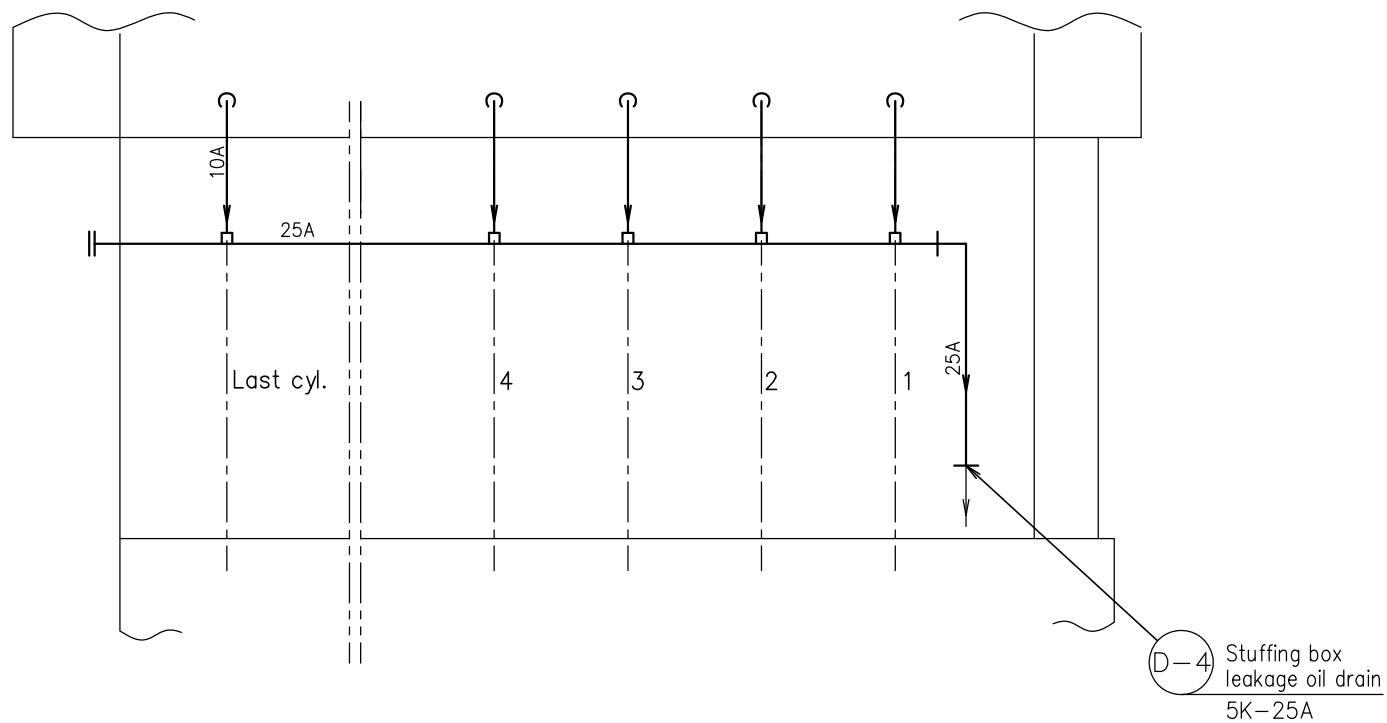 10A
25A
25A
Last cyl.
4
3
2
1
D-4
Stuffing box
leakage oil drain
5K-25A